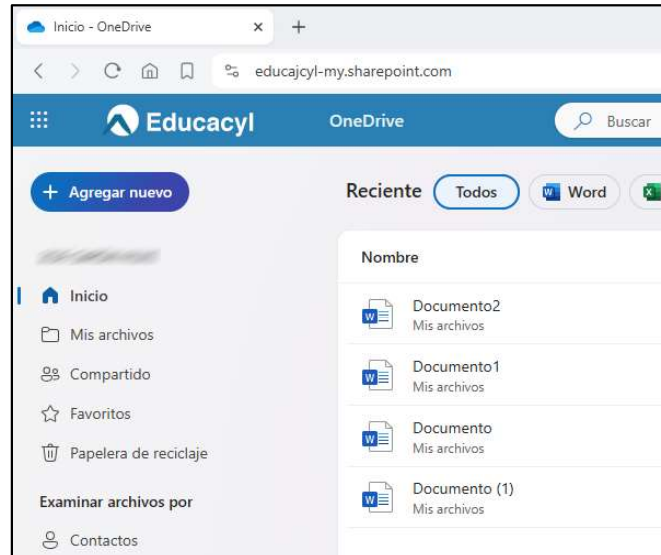 Inicio - OneDrive
educajcyl-my.sharepoint.com
Educacyl OneDrive Buscar
Agregar nuevo
Reciente Todos Word
Nombre
Inicio
Mis archivos
Compartido
Favoritos
Papelera de reciclaje
Examinar archivos por
Contactos
Documento2
Mis archivos
Documento1
Mis archivos
Documento
Mis archivos
Documento (1)
Mis archivos